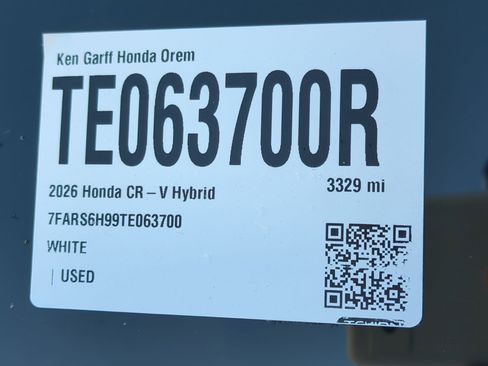 Ken Garff Honda Orem
TE063700R
2026 Honda CR – V Hybrid
3329 mi
7FARS6H99TE063700
WHITE
| USED